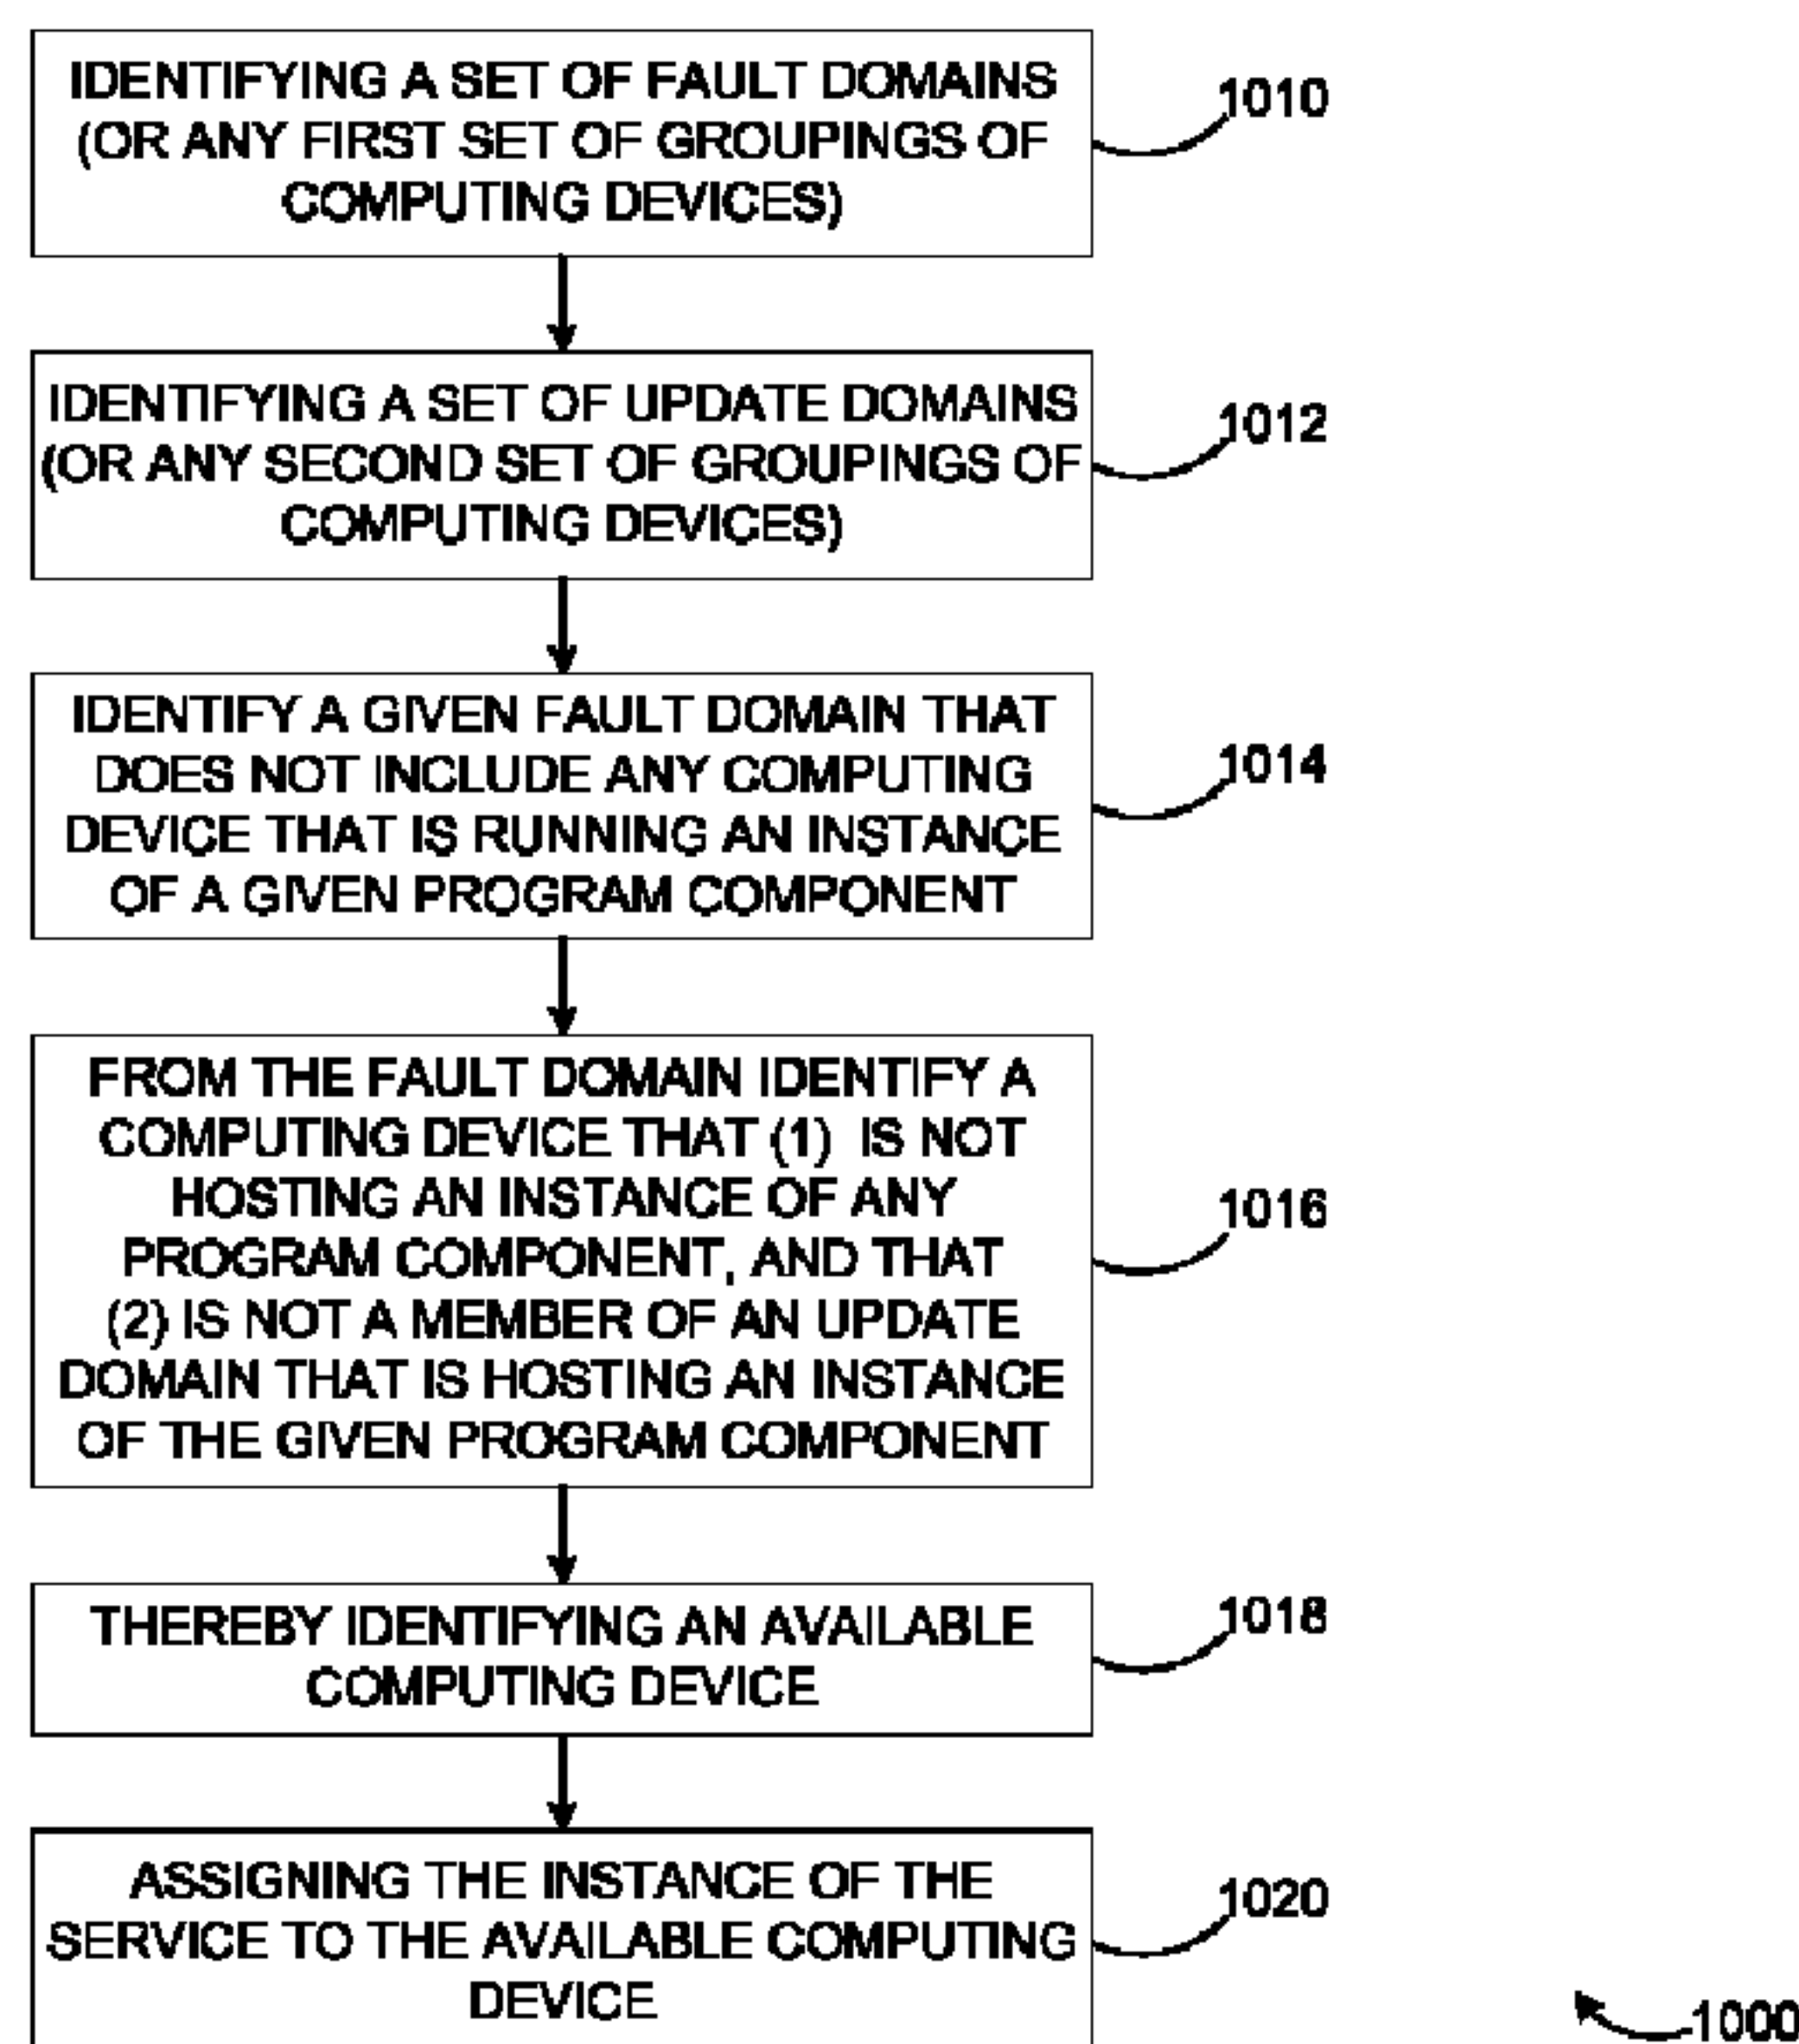 IDENTIFYING A SET OF FAULT DOMAINS
(OR ANY FIRST SET OF GROUPINGS OF
COMPUTING DEVICES)
1010
IDENTIFYING A SET OF UPDATE DOMAINS
(OR ANY SECOND SET OF GROUPINGS OF
COMPUTING DEVICES)
1012
IDENTIFY A GIVEN FAULT DOMAIN THAT
DOES NOT INCLUDE ANY COMPUTING
DEVICE THAT IS RUNNING AN INSTANCE
OF A GIVEN PROGRAM COMPONENT
1014
FROM THE FAULT DOMAIN IDENTIFY A
COMPUTING DEVICE THAT (1) IS NOT
HOSTING AN INSTANCE OF ANY
PROGRAM COMPONENT, AND THAT
(2) IS NOT A MEMBER OF AN UPDATE
DOMAIN THAT IS HOSTING AN INSTANCE
OF THE GIVEN PROGRAM COMPONENT
1016
THEREBY IDENTIFYING AN AVAILABLE
COMPUTING DEVICE
1018
ASSIGNING THE INSTANCE OF THE
SERVICE TO THE AVAILABLE COMPUTING
DEVICE
1020
1000